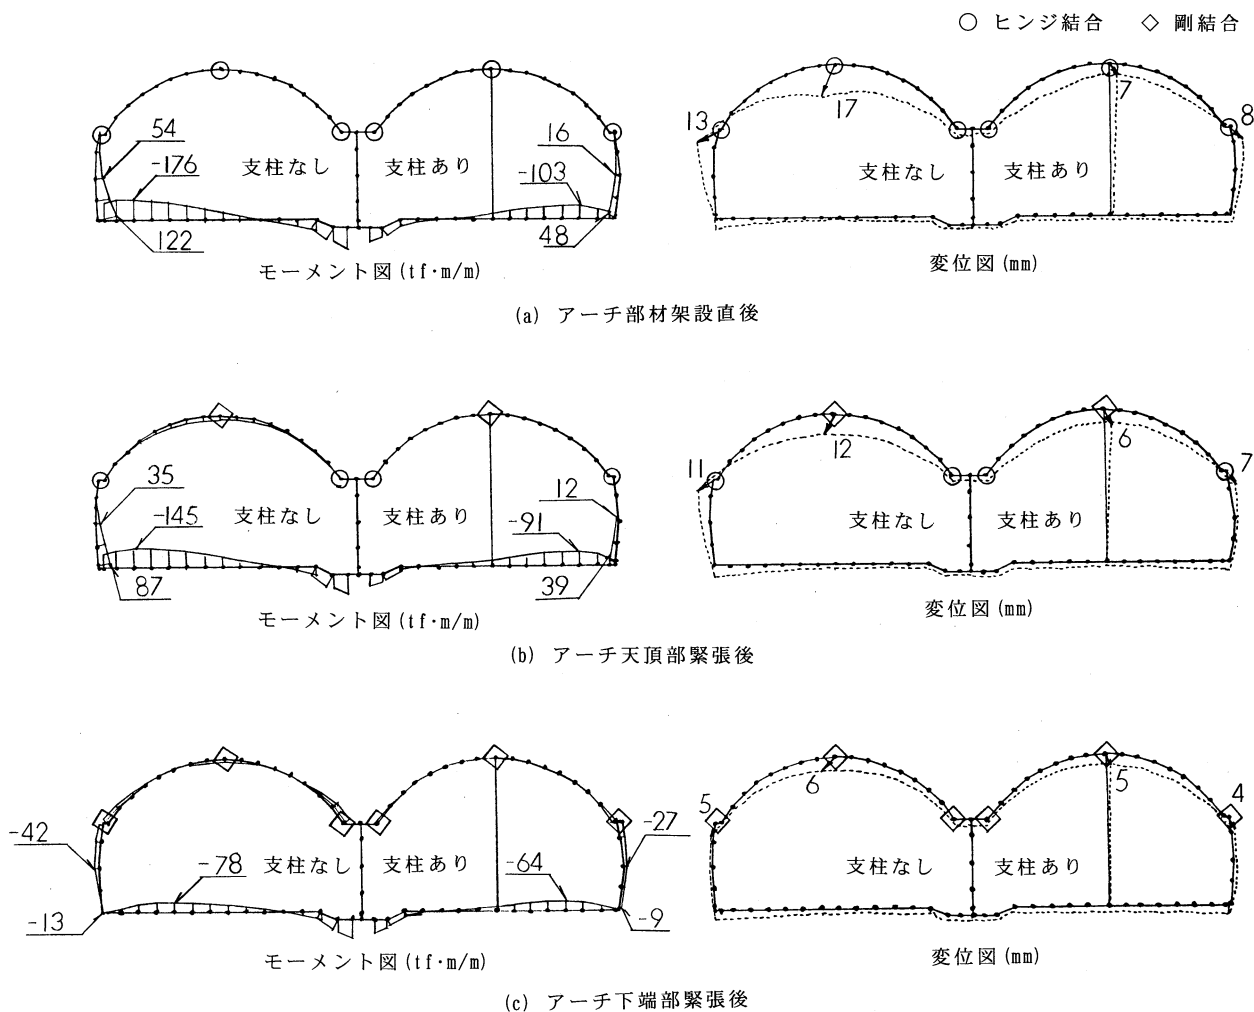 ○ ヒンジ結合 ◇ 剛結合
54
-176
支柱なし
支柱あり
16
-103
122
48
モーメント図(tf·m/m)
13
17
7
8
支柱なし
支柱あり
変位図(mm)
(a) アーチ部材架設直後
35
-145
支柱なし
支柱あり
12
-91
87
39
モーメント図(tf·m/m)
11
12
6
7
支柱なし
支柱あり
変位図(mm)
(b) アーチ天頂部緊張後
-42
-78
支柱なし
支柱あり
-64
-27
-13
-9
モーメント図(tf·m/m)
5
6
5
4
支柱なし
支柱あり
変位図(mm)
(c) アーチ下端部緊張後